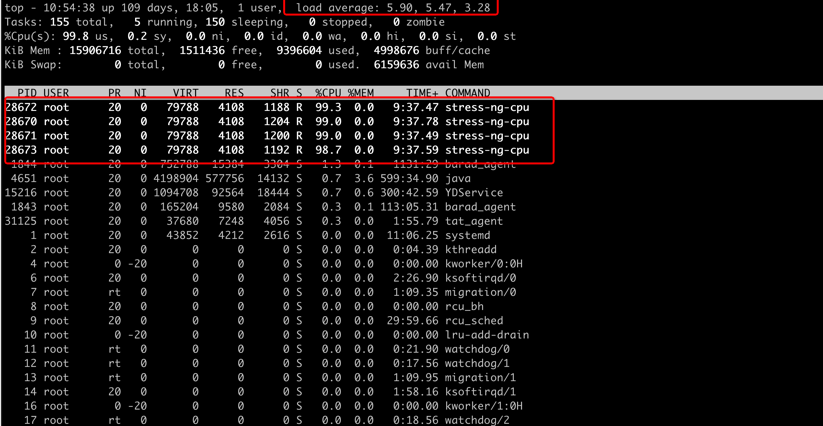 top - 10:54:38 up 109 days, 18:05,  1 user,  load average: 5.90, 5.47, 3.28
Tasks: 155 total,   5 running, 150 sleeping,   0 stopped,   0 zombie
%Cpu(s): 99.8 us,  0.2 sy,  0.0 ni,  0.0 id,  0.0 wa,  0.0 hi,  0.0 si,  0.0 st
KiB Mem : 15906716 total,  1511436 free,  9396604 used,  4998676 buff/cache
KiB Swap:        0 total,        0 free,        0 used.  6159636 avail Mem
PID USER      PR  NI    VIRT    RES    SHR S  %CPU %MEM     TIME+ COMMAND
28672 root      20   0   79788   4108   1188 R  99.3  0.0   9:37.47 stress-ng-cpu
28670 root      20   0   79788   4108   1204 R  99.0  0.0   9:37.78 stress-ng-cpu
28671 root      20   0   79788   4108   1200 R  99.0  0.0   9:37.49 stress-ng-cpu
28673 root      20   0   79788   4108   1192 R  98.7  0.0   9:37.59 stress-ng-cpu
1844 root      20   0  752788  15384   3304 S   1.3  0.1   1131:29 barad_agent
4651 root      20   0 4198904 577756  14132 S   0.7  3.6 599:34.90 java
15216 root      20   0 1094708  92564  18444 S   0.7  0.6 300:42.59 YDService
1843 root      20   0  165204   9580   2084 S   0.3  0.1 113:05.31 barad_agent
31125 root      20   0   37680   7248   4056 S   0.3  0.0   1:55.79 tat_agent
1 root      20   0   43852   4212   2616 S   0.0  0.0  11:06.25 systemd
2 root      20   0       0      0      0 S   0.0  0.0   0:04.39 kthreadd
4 root       0 -20       0      0      0 S   0.0  0.0   0:00.00 kworker/0:0H
6 root      20   0       0      0      0 S   0.0  0.0   2:26.90 ksoftirqd/0
7 root      rt   0       0      0      0 S   0.0  0.0   1:09.35 migration/0
8 root      20   0       0      0      0 S   0.0  0.0   0:00.00 rcu_bh
9 root      20   0       0      0      0 S   0.0  0.0  29:59.66 rcu_sched
10 root       0 -20       0      0      0 S   0.0  0.0   0:00.00 lru-add-drain
11 root      rt   0       0      0      0 S   0.0  0.0   0:21.90 watchdog/0
12 root      rt   0       0      0      0 S   0.0  0.0   0:17.56 watchdog/1
13 root      rt   0       0      0      0 S   0.0  0.0   1:09.95 migration/1
14 root      20   0       0      0      0 S   0.0  0.0   1:58.16 ksoftirqd/1
16 root       0 -20       0      0      0 S   0.0  0.0   0:00.00 kworker/1:0H
17 root      rt   0       0      0      0 S   0.0  0.0   0:18.56 watchdog/2